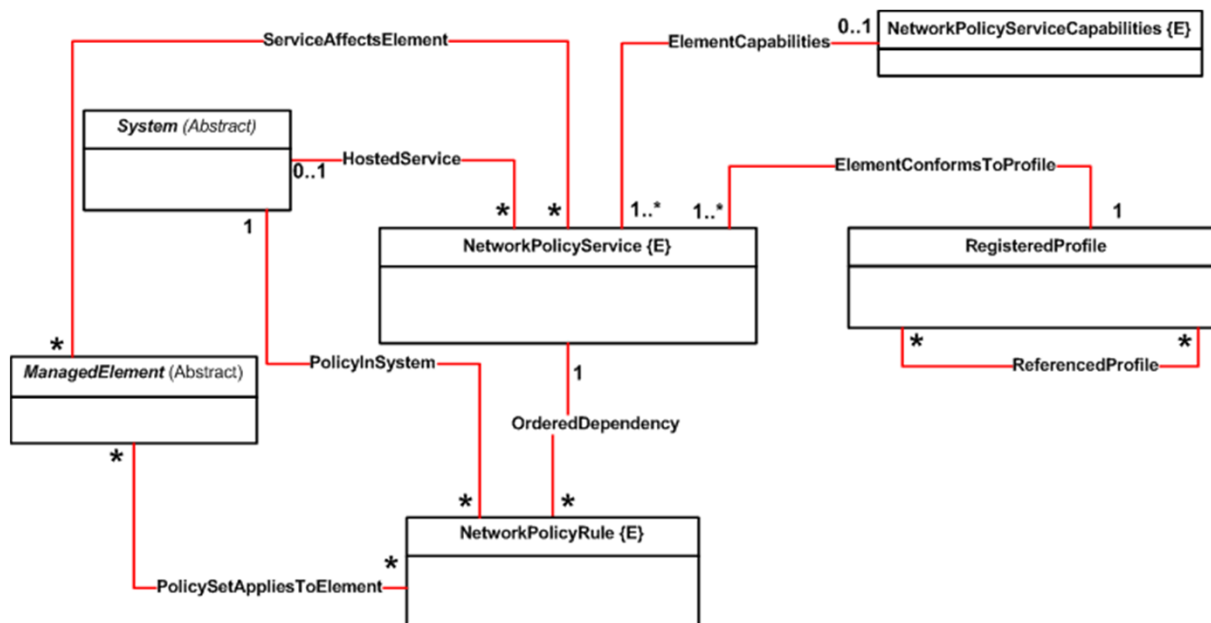 ServiceAffectsElement
ElementCapabilities
0..1
NetworkPolicyServiceCapabilities {E}
System (Abstract)
HostedService
0..1
ElementConformsToProfile
1
*
*
1..*
1..*
1
NetworkPolicyService {E}
RegisteredProfile
*
PolicyInSystem
1
*
*
ReferencedProfile
ManagedElement (Abstract)
OrderedDependency
*
*
*
NetworkPolicyRule {E}
*
PolicySetAppliesToElement